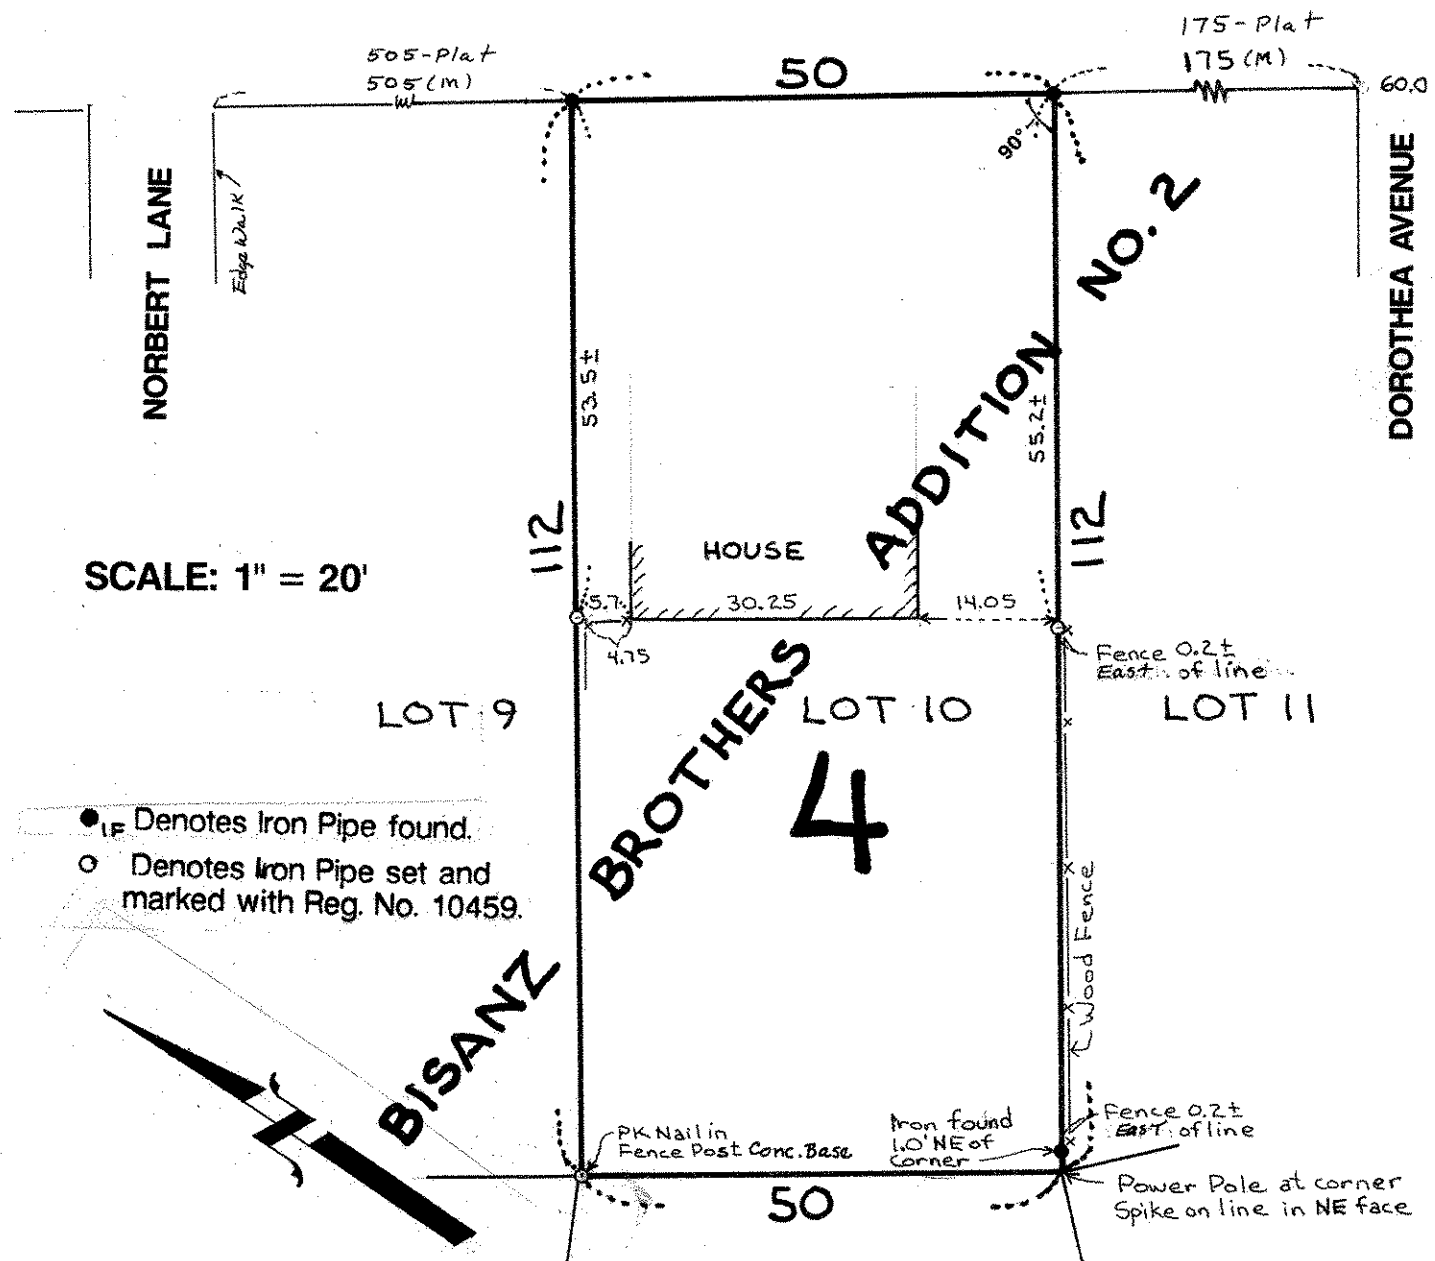 175-Plat
175 (M)
505-Plat
505 (M)
50
60.0
90°
NORBERT LANE
Edge Walk
DOROTHEA AVENUE
BISANZ BROTHERS ADDITION NO. 2
53.5±
55.2±
112
112
SCALE: 1" = 20'
HOUSE
5.7
30.25
14.05
4.75
Fence 0.2±
East of line
LOT 9
LOT 10
LOT 11
4
I.F Denotes Iron Pipe found.
Denotes Iron Pipe set and
marked with Reg. No. 10459.
Wood Fence
PK Nail in
Fence Post Conc. Base
Iron found
1.0' NE of
Corner
Fence 0.2±
EAST of line
50
Power Pole at corner
Spike on line in NE face